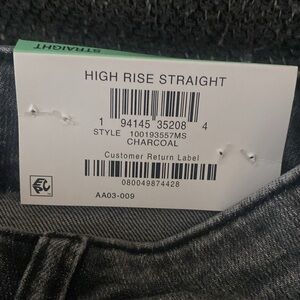 STRAIGHT
HIGH RISE STRAIGHT
1 94145 35208 4
STYLE 100193557MS
CHARCOAL
Customer Return Label
080049874428
AA03-009